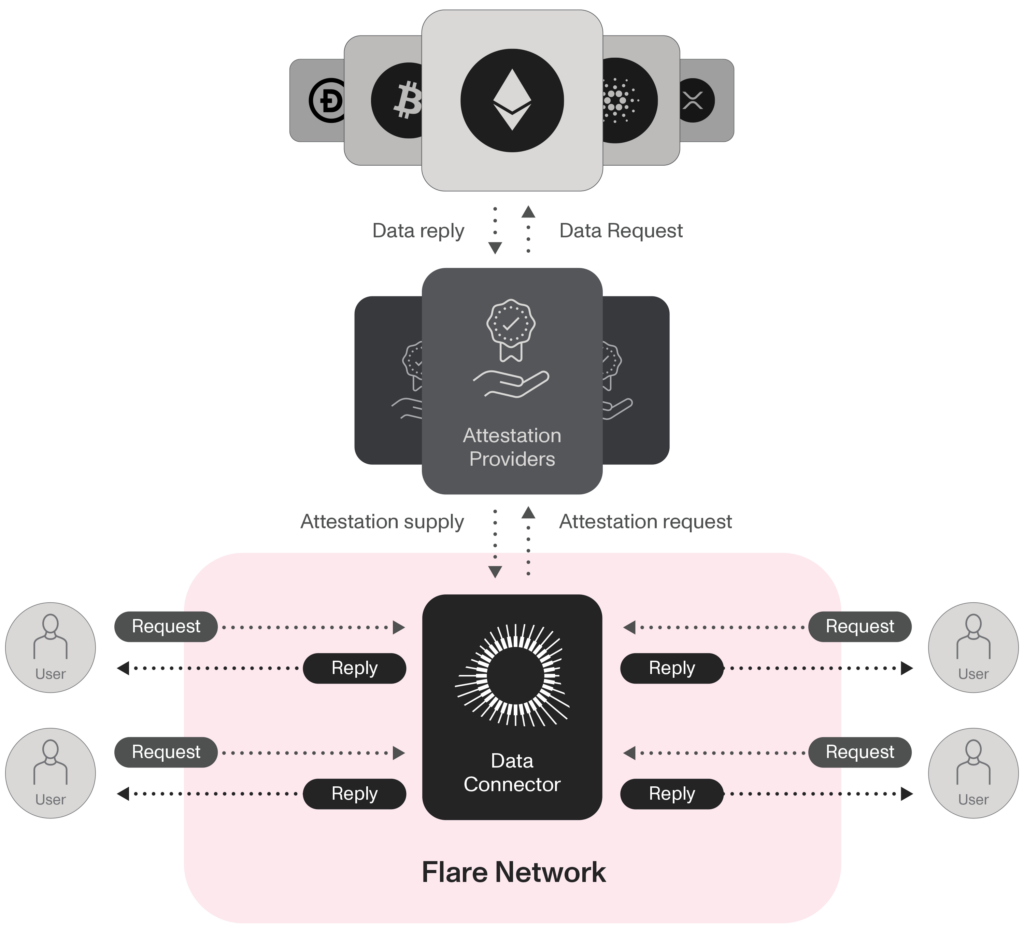 Data reply
Data Request
Attestation
Providers
Attestation supply
Attestation request
Request
Request
User
User
Reply
Reply
Request
Request
User
User
Reply
Reply
Data
Connector
Flare Network